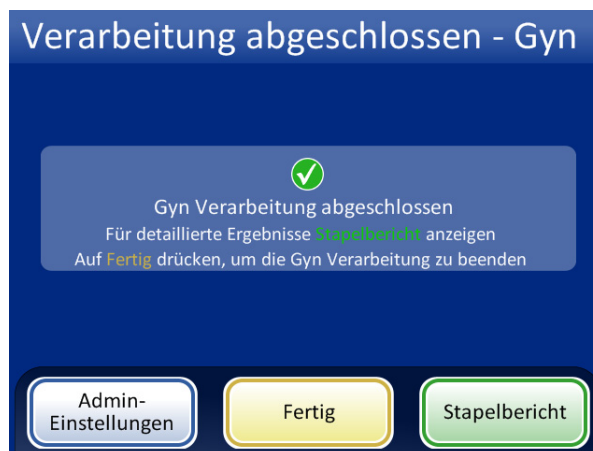 Verarbeitung abgeschlossen - Gyn
Gyn Verarbeitung abgeschlossen
Für detaillierte Ergebnisse Stapelbericht anzeigen
Auf Fertig drücken, um die Gyn Verarbeitung zu beenden
Admin-
Einstellungen
Fertig
Stapelbericht